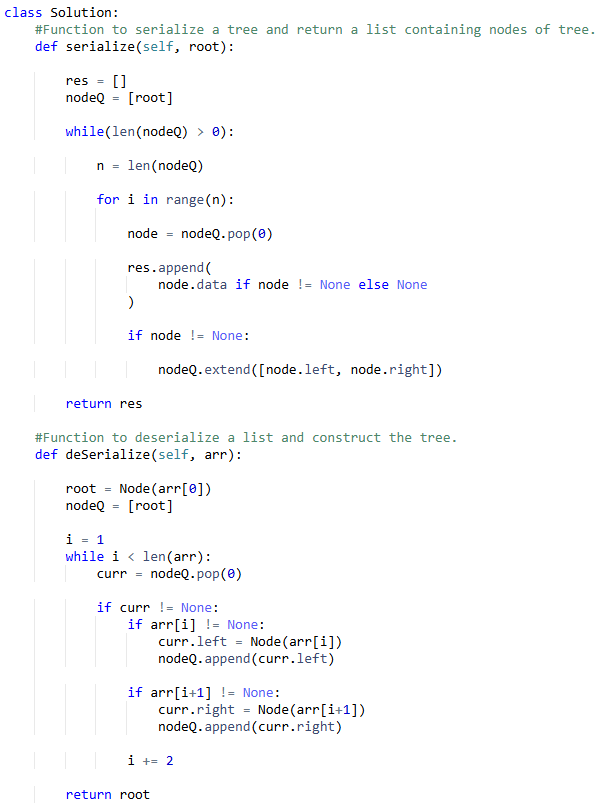 class Solution:
    #Function to serialize a tree and return a list containing nodes of tree.
    def serialize(self, root):
        res = []
        nodeQ = [root]
        while(len(nodeQ) > 0):
            n = len(nodeQ)
            for i in range(n):
                node = nodeQ.pop(0)
                res.append(
                    node.data if node != None else None
                )
                if node != None:
                    nodeQ.extend([node.left, node.right])
        return res
    #Function to deserialize a list and construct the tree.
    def deSerialize(self, arr):
        root = Node(arr[0])
        nodeQ = [root]
        i = 1
        while i < len(arr):
            curr = nodeQ.pop(0)
            if curr != None:
                if arr[i] != None:
                    curr.left = Node(arr[i])
                    nodeQ.append(curr.left)
                if arr[i+1] != None:
                    curr.right = Node(arr[i+1])
                    nodeQ.append(curr.right)
                i += 2
        return root